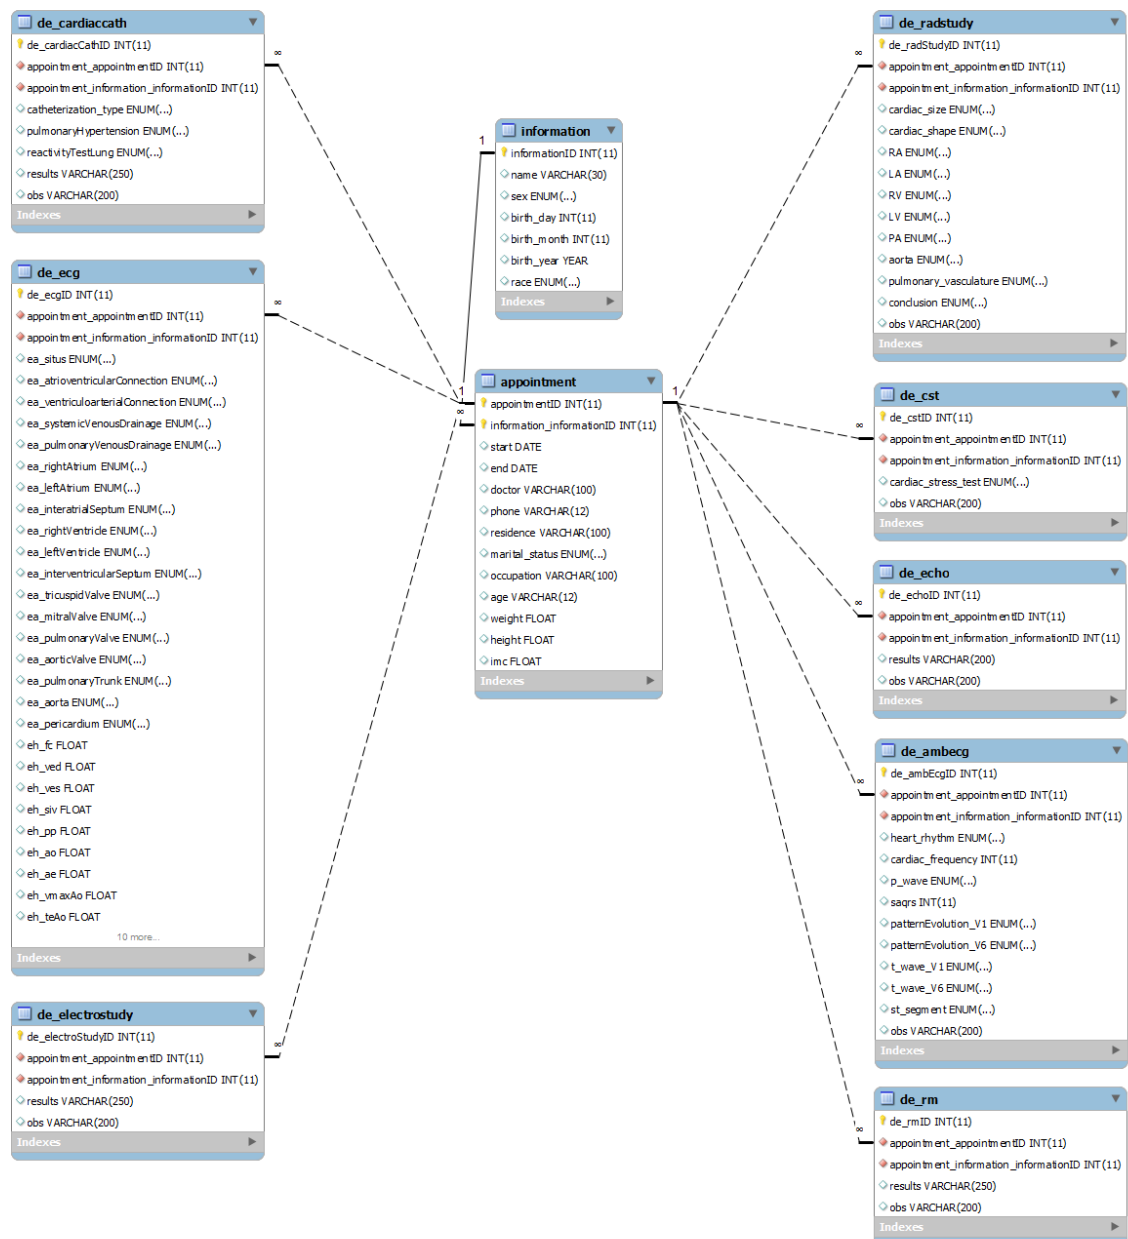 de_cardiaccath
de_cardiacCathID INT(11)
appointment_appointmentID INT(11)
appointment_information_informationID INT(11)
catheterization_type ENUM(...)
pulmonaryHypertension ENUM(...)
reactivityTestLung ENUM(...)
results VARCHAR(250)
obs VARCHAR(200)
Indexes
∞
de_ecg
de_ecgID INT(11)
appointment_appointmentID INT(11)
appointment_information_informationID INT(11)
ea_situs ENUM(...)
ea_atrioventricularConnection ENUM(...)
ea_ventriculoarterialConnection ENUM(...)
ea_systemicVenousDrainage ENUM(...)
ea_pulmonaryVenousDrainage ENUM(...)
ea_rightAtrium ENUM(...)
ea_leftAtrium ENUM(...)
ea_interatrialSeptum ENUM(...)
ea_rightVentricle ENUM(...)
ea_leftVentricle ENUM(...)
ea_interventricularSeptum ENUM(...)
ea_tricuspidValve ENUM(...)
ea_mitralValve ENUM(...)
ea_pulmonaryValve ENUM(...)
ea_aorticValve ENUM(...)
ea_pulmonaryTrunk ENUM(...)
ea_aorta ENUM(...)
ea_pericardium ENUM(...)
eh_fc FLOAT
eh_ved FLOAT
eh_ves FLOAT
eh_siv FLOAT
eh_pp FLOAT
eh_ao FLOAT
eh_ae FLOAT
eh_vmaxAo FLOAT
eh_teAo FLOAT
10 more...
Indexes
∞
de_electrostudy
de_electroStudyID INT(11)
appointment_appointmentID INT(11)
appointment_information_informationID INT(11)
results VARCHAR(250)
obs VARCHAR(200)
Indexes
∞
1
information
informationID INT(11)
name VARCHAR(30)
sex ENUM(...)
birth_day INT(11)
birth_month INT(11)
birth_year YEAR
race ENUM(...)
Indexes
1
∞
appointment
appointmentID INT(11)
information_informationID INT(11)
start DATE
end DATE
doctor VARCHAR(100)
phone VARCHAR(12)
residence VARCHAR(100)
marital_status ENUM(...)
occupation VARCHAR(100)
age VARCHAR(12)
weight FLOAT
height FLOAT
imc FLOAT
Indexes
1
∞
de_radstudy
de_radStudyID INT(11)
appointment_appointmentID INT(11)
appointment_information_informationID INT(11)
cardiac_size ENUM(...)
cardiac_shape ENUM(...)
RA ENUM(...)
LA ENUM(...)
RV ENUM(...)
LV ENUM(...)
PA ENUM(...)
aorta ENUM(...)
pulmonary_vasculature ENUM(...)
conclusion ENUM(...)
obs VARCHAR(200)
Indexes
∞
de_cst
de_cstID INT(11)
appointment_appointmentID INT(11)
appointment_information_informationID INT(11)
cardiac_stress_test ENUM(...)
obs VARCHAR(200)
Indexes
∞
de_echo
de_echoID INT(11)
appointment_appointmentID INT(11)
appointment_information_informationID INT(11)
results VARCHAR(200)
obs VARCHAR(200)
Indexes
∞
de_ambecg
de_ambEcgID INT(11)
appointment_appointmentID INT(11)
appointment_information_informationID INT(11)
heart_rhythm ENUM(...)
cardiac_frequency INT(11)
p_wave ENUM(...)
saqrs INT(11)
patternEvolution_V1 ENUM(...)
patternEvolution_V6 ENUM(...)
t_wave_V1 ENUM(...)
t_wave_V6 ENUM(...)
st_segment ENUM(...)
obs VARCHAR(200)
Indexes
∞
de_rm
de_rmID INT(11)
appointment_appointmentID INT(11)
appointment_information_informationID INT(11)
results VARCHAR(250)
obs VARCHAR(200)
Indexes